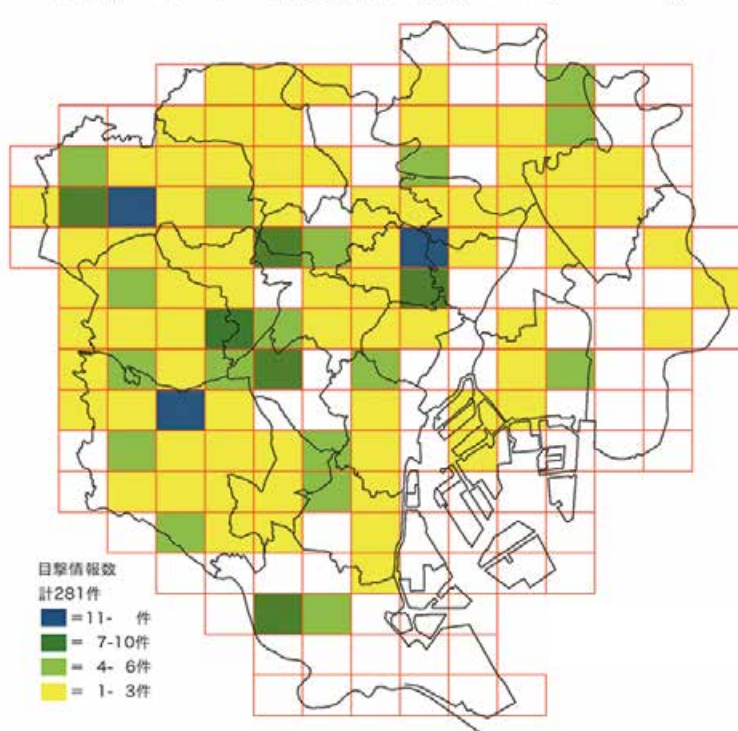 目撃情報数
計281件
=11- 件
= 7-10件
= 4- 6件
= 1- 3件